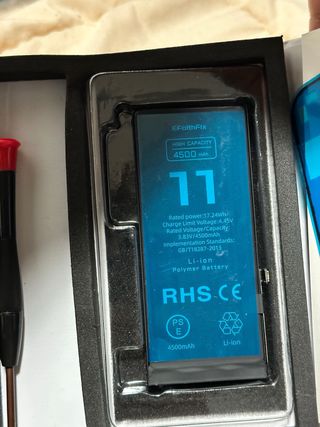 EFaithFix
HIGH CAPACITY
4500 mAh
11
Rated power:17.24Wh
Charge Limit Voltage:4.45V
Rated Voltage/Capacity:
3.83V/4500mAh
Implementation Standards:
GB/T18287-2013
Li-ion
Polymer Battery
RHS CE
PS
E
4500mAh
Li-ion